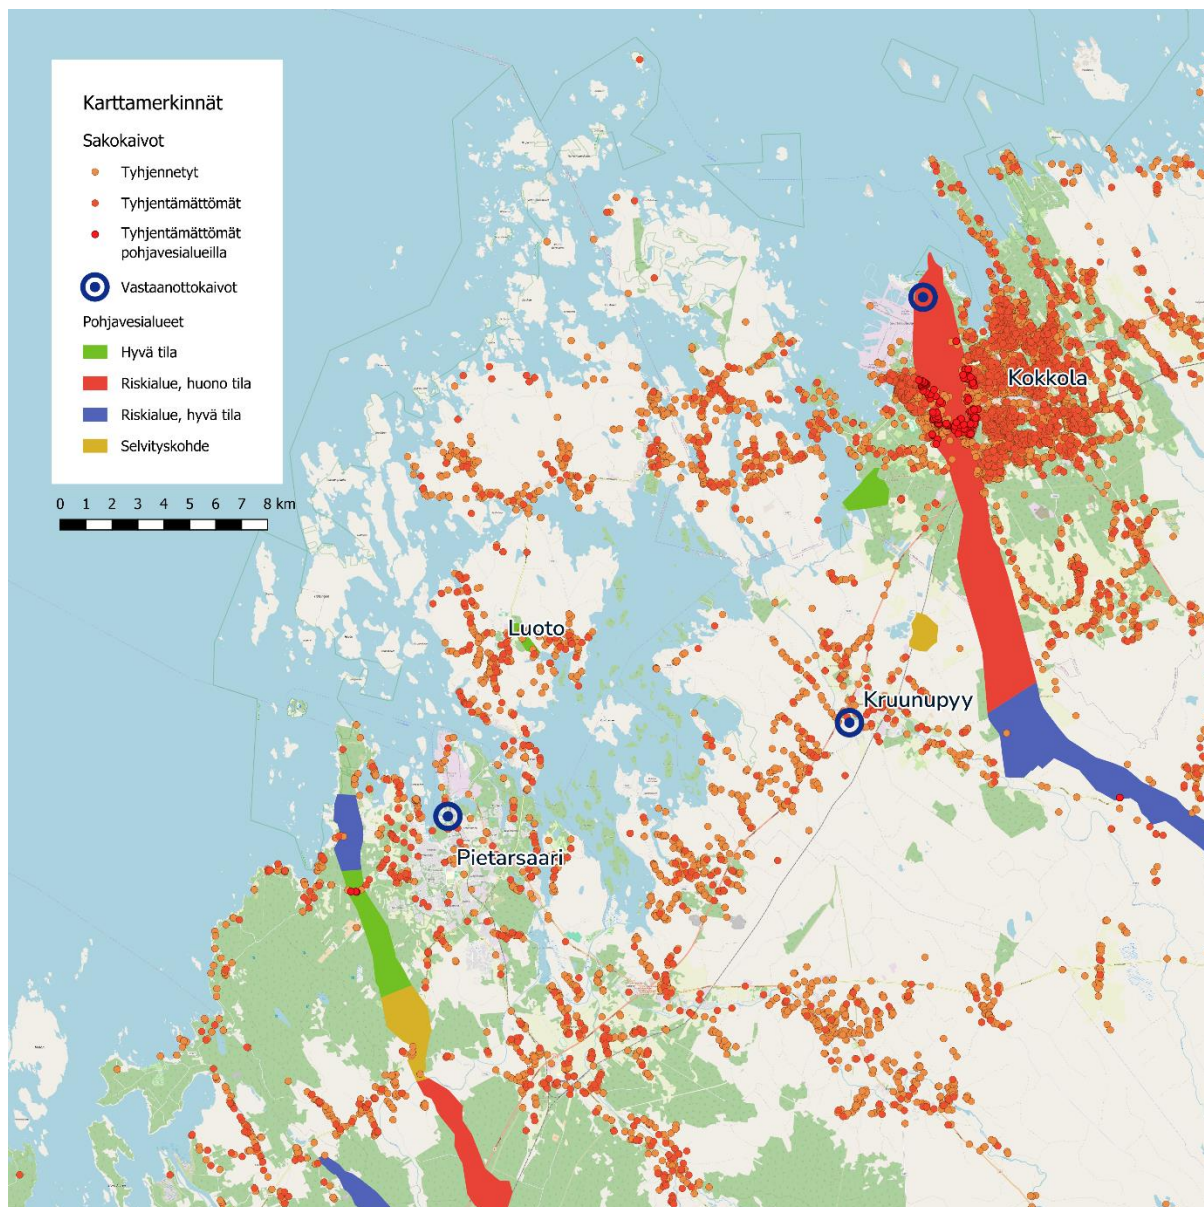 Karttamerkinnät
Sakokaivot
Tyhjennetyt
Tyhjentämättömät
Tyhjentämättömät
pohjavesialueilla
Vastaanottokaivot
Pohjavesialueet
Hyvä tila
Riskialue, huono tila
Riskialue, hyvä tila
Selvityskohde
0 1 2 3 4 5 6 7 8 km
Kokkola
Luoto
Kruunupyy
Pietarsaari